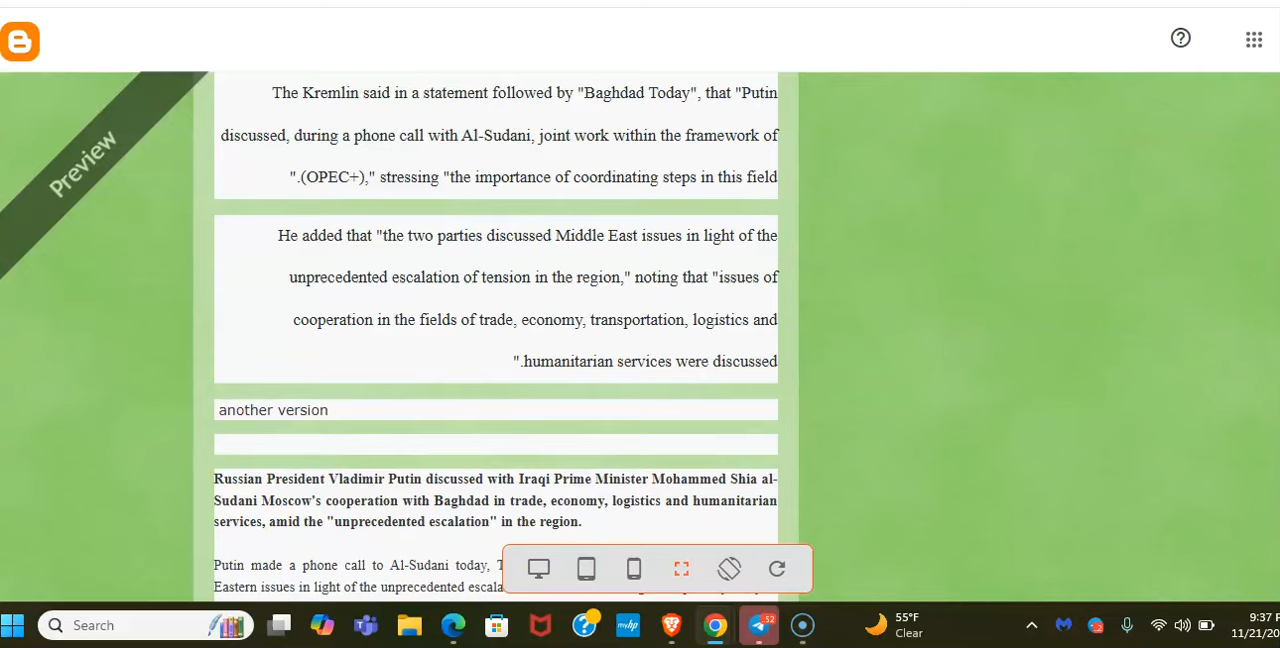 Preview
The Kremlin said in a statement followed by "Baghdad Today", that "Putin
discussed, during a phone call with Al-Sudani, joint work within the framework of
".(OPEC+)," stressing "the importance of coordinating steps in this field
He added that "the two parties discussed Middle East issues in light of the
unprecedented escalation of tension in the region," noting that "issues of
cooperation in the fields of trade, economy, transportation, logistics and
".humanitarian services were discussed
another version
Russian President Vladimir Putin discussed with Iraqi Prime Minister Mohammed Shia al-
Sudani Moscow's cooperation with Baghdad in trade, economy, logistics and humanitarian
services, amid the "unprecedented escalation" in the region.
Putin made a phone call to Al-Sudani today,
Eastern issues in light of the unprecedented
Search
myhp
52
55°F
Clear
9:37
11/21/20